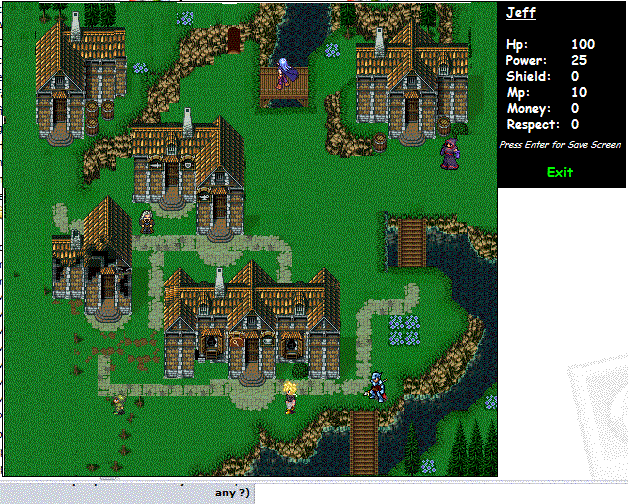 Jeff
Hp: 100
Power: 25
Shield: 0
Mp: 10
Money: 0
Respect: 0
Press Enter for Save Screen
Exit
any ?)